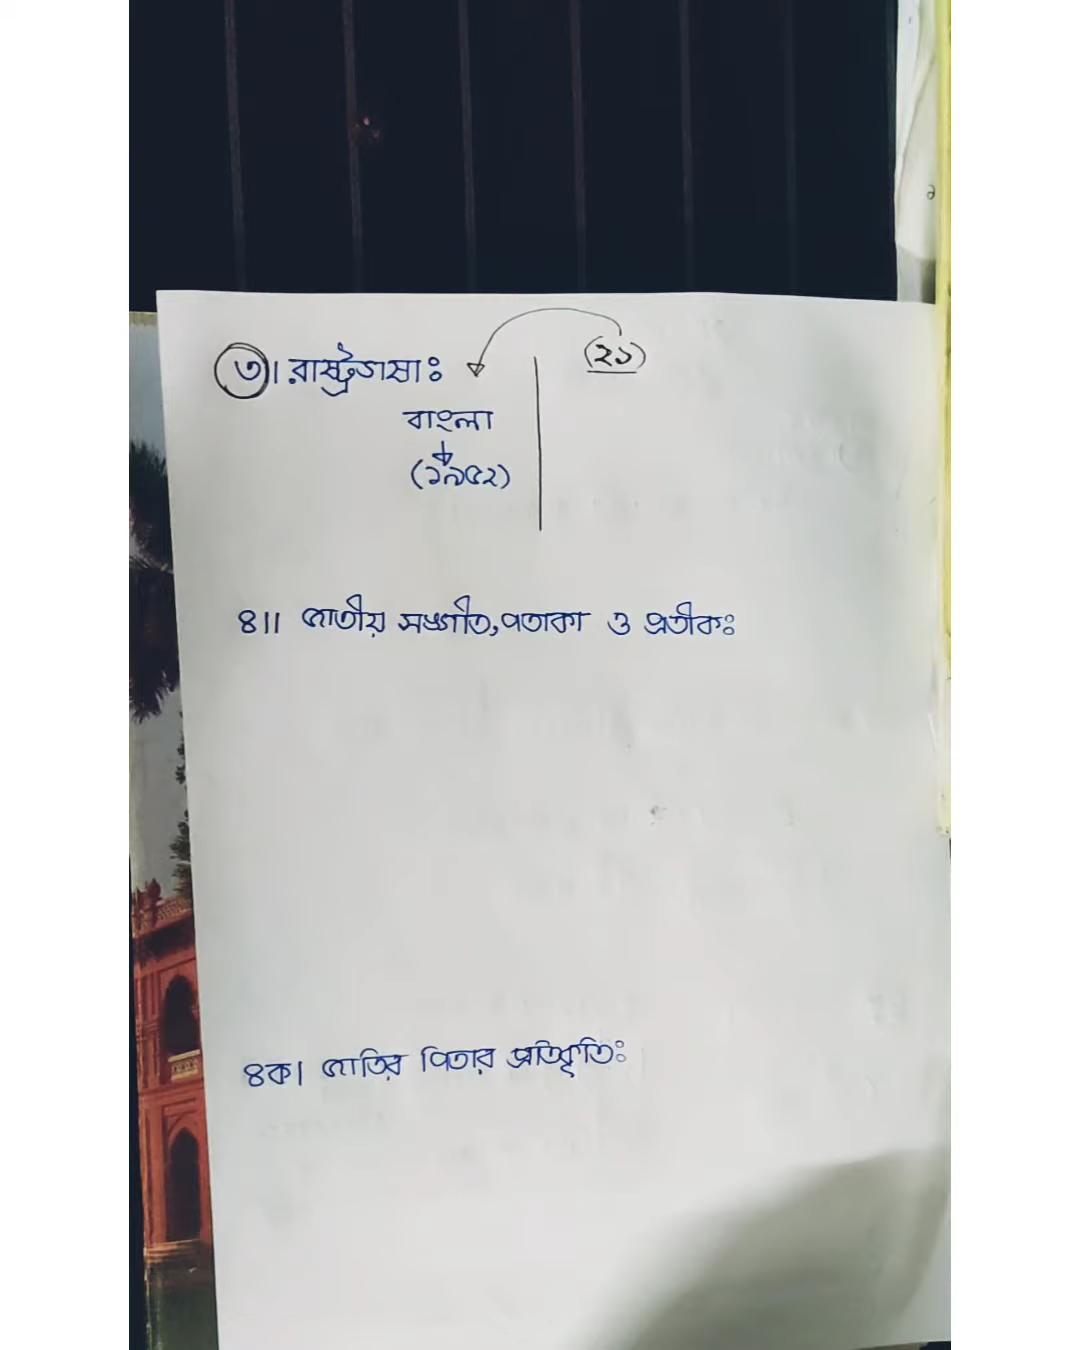 ৩। রাষ্ট্রভাষাঃ (২১)
বাংলা
(১৯৫২)
৪।। জাতীয় সঙ্গীত, পতাকা ও প্রতীকঃ
৪ক। জাতির পিতার প্রতিকৃতিঃ